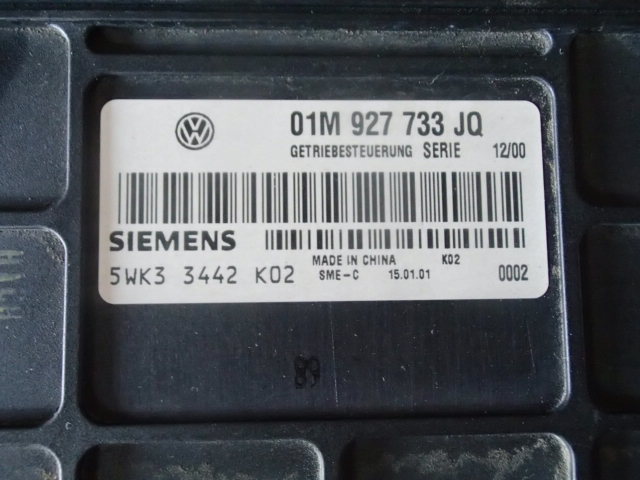 01M 927 733 JQ
GETRIEBESTEUERUNG SERIE 12/00
SIEMENS
MADE IN CHINA K02
5WK3 3442 K02 SME-C 15.01.01 0002